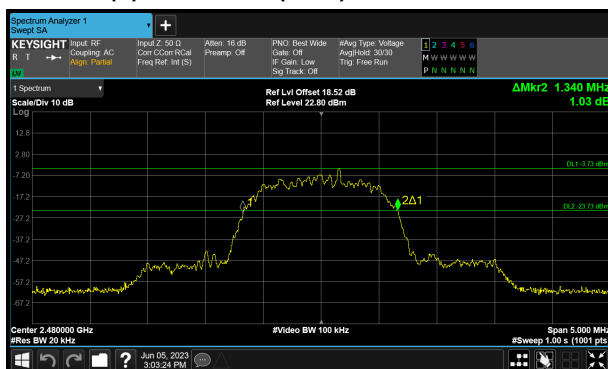 Spectrum Analyzer 1
Swept SA
+
KEYSIGHT Input: RF Input Z: 50 Ω Atten: 16 dB PNO: Best Wide #Avg Type: Voltage 1 2 3 4 5 6
R T Coupling: AC Corr CCorr RCal Preamp: Off Gate: Off Avg|Hold: 30/30 M W W W W W
Align: Partial Freq Ref: Int (S) IF Gain: Low Trig: Free Run
LXI Sig Track: Off P N N N N N
1 Spectrum Ref Lvl Offset 18.52 dB ΔMkr2 1.340 MHz
Scale/Div 10 dB Ref Level 22.80 dBm 1.03 dB
Log
12.8
2.80
DL1 -3.73 dBm
-7.20
-17.2
1 2Δ1
DL2 -23.73 dBm
-27.2
-37.2
-47.2
-57.2
-67.2
Center 2.480000 GHz #Video BW 100 kHz Span 5.000 MHz
#Res BW 20 kHz #Sweep 1.00 s (1001 pts)
? Jun 05, 2023
3:03:24 PM